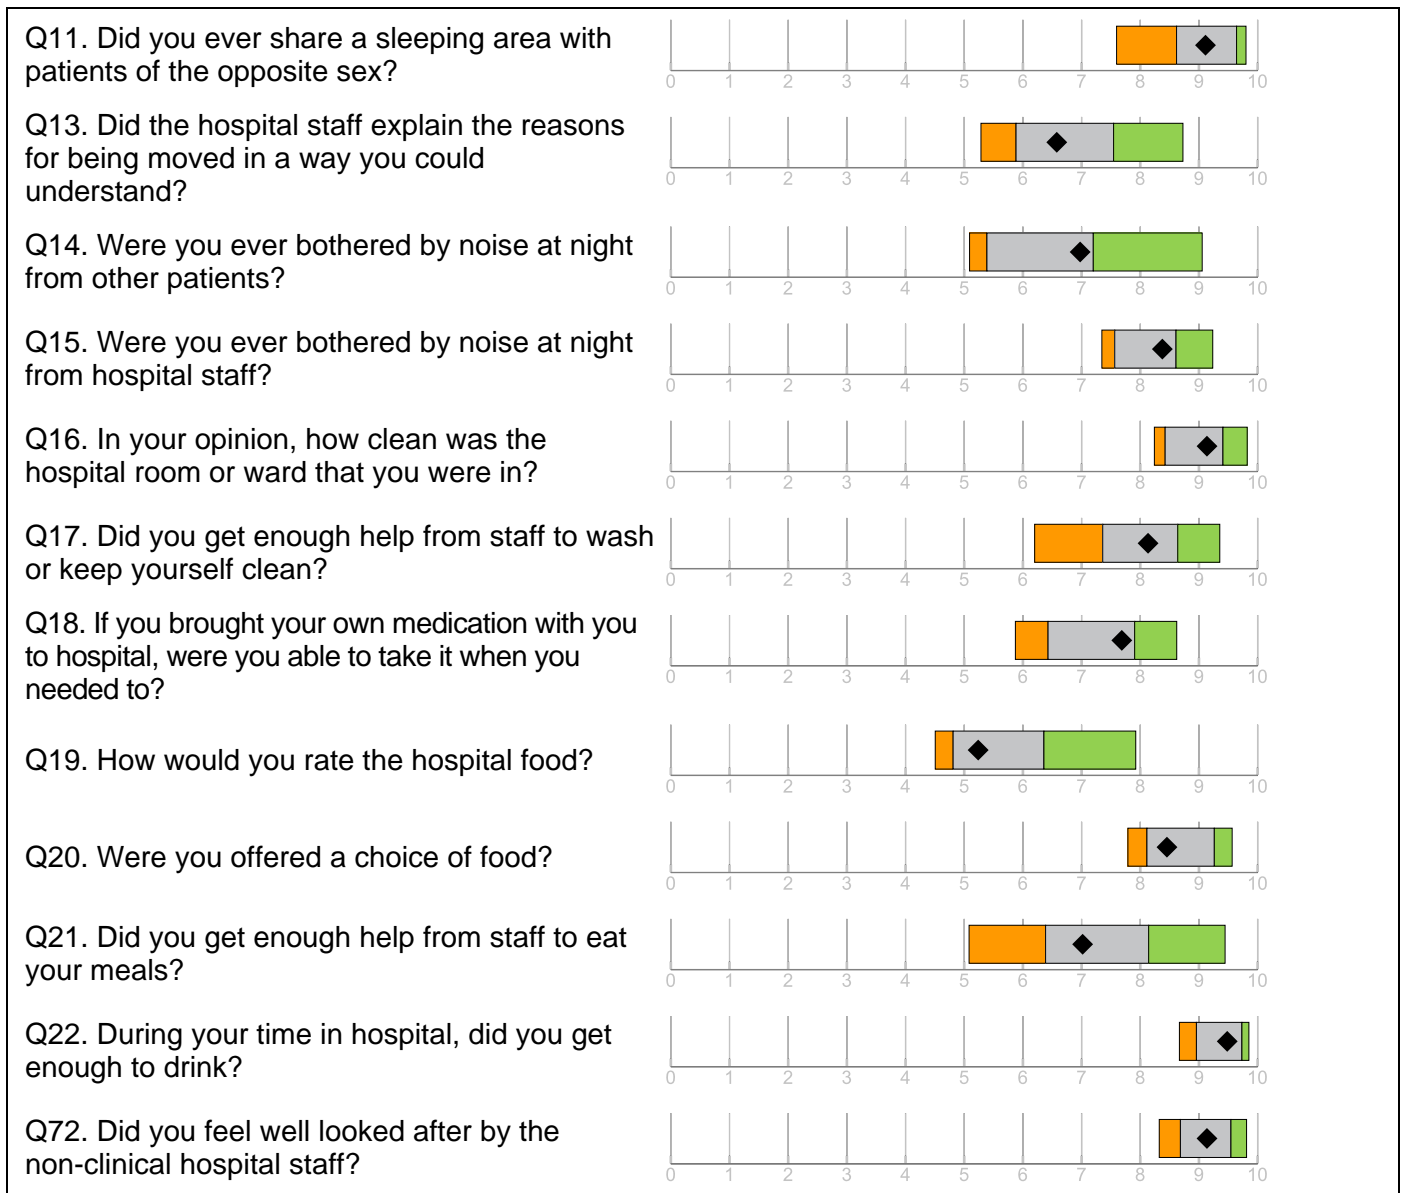 Q11. Did you ever share a sleeping area with
patients of the opposite sex?
0 1 2 3 4 5 6 7 8 9 10
Q13. Did the hospital staff explain the reasons
for being moved in a way you could
understand?
0 1 2 3 4 5 6 7 8 9 10
Q14. Were you ever bothered by noise at night
from other patients?
0 1 2 3 4 5 6 7 8 9 10
Q15. Were you ever bothered by noise at night
from hospital staff?
0 1 2 3 4 5 6 7 8 9 10
Q16. In your opinion, how clean was the
hospital room or ward that you were in?
0 1 2 3 4 5 6 7 8 9 10
Q17. Did you get enough help from staff to wash
or keep yourself clean?
0 1 2 3 4 5 6 7 8 9 10
Q18. If you brought your own medication with you
to hospital, were you able to take it when you
needed to?
0 1 2 3 4 5 6 7 8 9 10
Q19. How would you rate the hospital food?
0 1 2 3 4 5 6 7 8 9 10
Q20. Were you offered a choice of food?
0 1 2 3 4 5 6 7 8 9 10
Q21. Did you get enough help from staff to eat
your meals?
0 1 2 3 4 5 6 7 8 9 10
Q22. During your time in hospital, did you get
enough to drink?
0 1 2 3 4 5 6 7 8 9 10
Q72. Did you feel well looked after by the
non-clinical hospital staff?
0 1 2 3 4 5 6 7 8 9 10